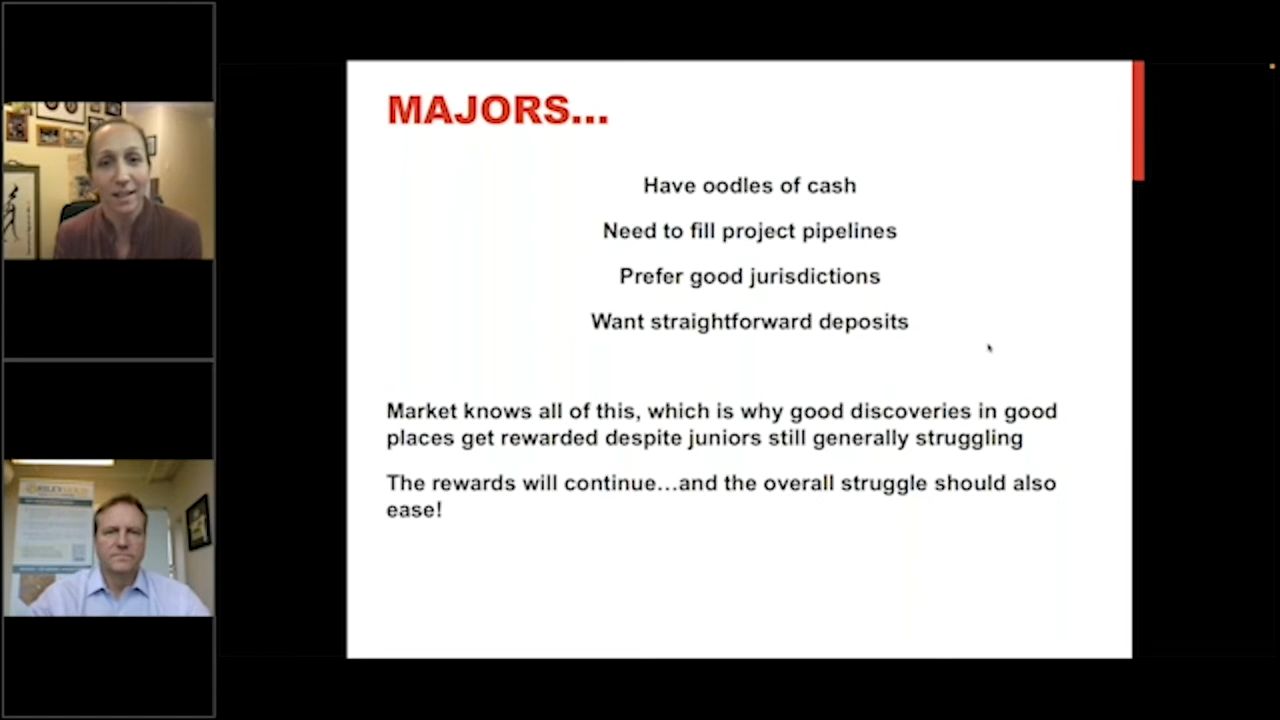 MAJORS...
Have oodles of cash
Need to fill project pipelines
Prefer good jurisdictions
Want straightforward deposits
Market knows all of this, which is why good discoveries in good
places get rewarded despite juniors still generally struggling
The rewards will continue...and the overall struggle should also
ease!